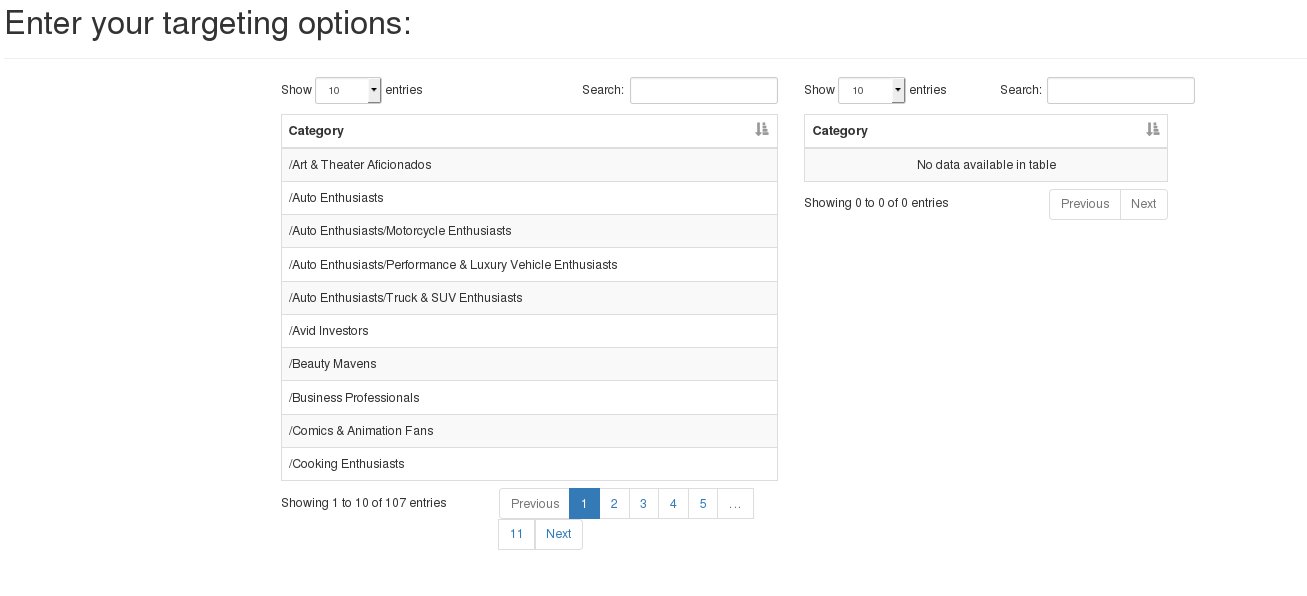 Enter your targeting options:
Show 10 entries Search:
Category
/Art & Theater Aficionados
/Auto Enthusiasts
/Auto Enthusiasts/Motorcycle Enthusiasts
/Auto Enthusiasts/Performance & Luxury Vehicle Enthusiasts
/Auto Enthusiasts/Truck & SUV Enthusiasts
/Avid Investors
/Beauty Mavens
/Business Professionals
/Comics & Animation Fans
/Cooking Enthusiasts
Showing 1 to 10 of 107 entries Previous 1 2 3 4 5 …
11 Next
Show 10 entries Search:
Category
No data available in table
Showing 0 to 0 of 0 entries Previous Next